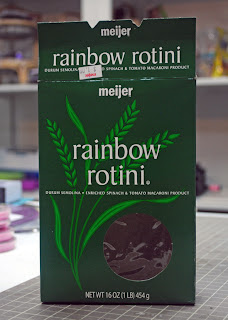 meijer
rainbow rotini
DURUM SEMOLINA • ENRICHED SPINACH & TOMATO MACARONI PRODUCT
meijer
rainbow
rotini.
DURUM SEMOLINA • ENRICHED SPINACH & TOMATO MACARONI PRODUCT
NET WT 16 OZ (1 LB) 454 g